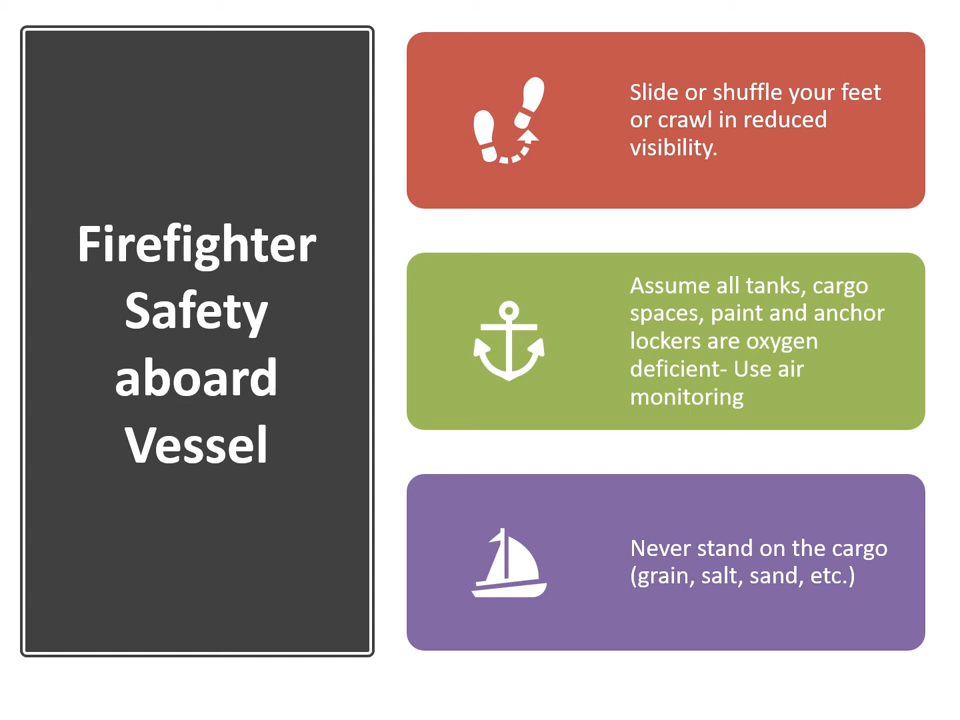 Firefighter
Safety
aboard
Vessel
Slide or shuffle your feet
or crawl in reduced
visibility.
Assume all tanks, cargo
spaces, paint and anchor
lockers are oxygen
deficient- Use air
monitoring
Never stand on the cargo
(grain, salt, sand, etc.)